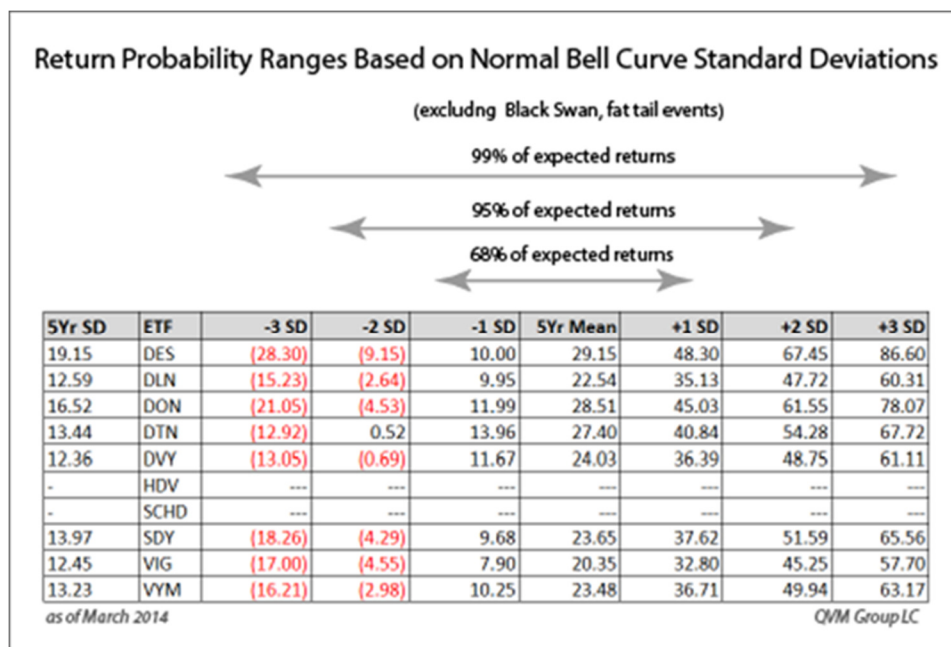 Return Probability Ranges Based on Normal Bell Curve Standard Deviations
(excludng Black Swan, fat tail events)
99% of expected returns
95% of expected returns
68% of expected returns
5Yr SD ETF -3 SD -2 SD -1 SD 5Yr Mean +1 SD +2 SD +3 SD
19.15 DES (28.30) (9.15) 10.00 29.15 48.30 67.45 86.60
12.59 DLN (15.23) (2.64) 9.95 22.54 35.13 47.72 60.31
16.52 DON (21.05) (4.53) 11.99 28.51 45.03 61.55 78.07
13.44 DTN (12.92) 0.52 13.96 27.40 40.84 54.28 67.72
12.36 DVY (13.05) (0.69) 11.67 24.03 36.39 48.75 61.11
- HDV --- --- --- --- --- --- ---
- SCHD --- --- --- --- --- --- ---
13.97 SDY (18.26) (4.29) 9.68 23.65 37.62 51.59 65.56
12.45 VIG (17.00) (4.55) 7.90 20.35 32.80 45.25 57.70
13.23 VYM (16.21) (2.98) 10.25 23.48 36.71 49.94 63.17
as of March 2014 QVM Group LC